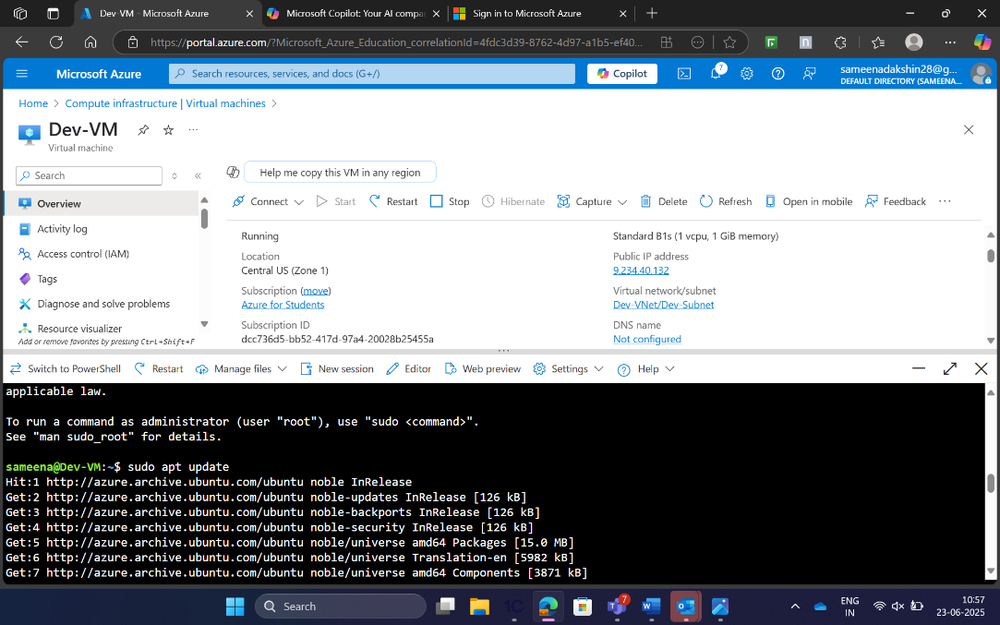 Dev-VM - Microsoft Azure
Microsoft Copilot: Your AI compa
Sign in to Microsoft Azure
https://portal.azure.com/?Microsoft_Azure_Education_correlationId=4fdc3d39-8762-4d97-a1b5-ef40...
Microsoft Azure
Search resources, services, and docs (G+/)
Copilot
7
sameenadakshin28@g...
DEFAULT DIRECTORY (SAMEENA...
Home > Compute infrastructure | Virtual machines >
Dev-VM
Virtual machine
Search
Help me copy this VM in any region
Connect
Start
Restart
Stop
Hibernate
Capture
Delete
Refresh
Open in mobile
Feedback
Overview
Activity log
Access control (IAM)
Tags
Diagnose and solve problems
Resource visualizer
Add or remove favorites by pressing Ctrl+Shift+F
Running
Location
Central US (Zone 1)
Subscription (move)
Azure for Students
Subscription ID
dcc736d5-bb52-417d-97a4-20028b25455a
Standard B1s (1 vcpu, 1 GiB memory)
Public IP address
9.234.40.132
Virtual network/subnet
Dev-VNet/Dev-Subnet
DNS name
Not configured
Switch to PowerShell
Restart
Manage files
New session
Editor
Web preview
Settings
Help
applicable law.
To run a command as administrator (user "root"), use "sudo <command>".
See "man sudo_root" for details.
sameena@Dev-VM:~$ sudo apt update
Hit:1 http://azure.archive.ubuntu.com/ubuntu noble InRelease
Get:2 http://azure.archive.ubuntu.com/ubuntu noble-updates InRelease [126 kB]
Get:3 http://azure.archive.ubuntu.com/ubuntu noble-backports InRelease [126 kB]
Get:4 http://azure.archive.ubuntu.com/ubuntu noble-security InRelease [126 kB]
Get:5 http://azure.archive.ubuntu.com/ubuntu noble/universe amd64 Packages [15.0 MB]
Get:6 http://azure.archive.ubuntu.com/ubuntu noble/universe Translation-en [5982 kB]
Get:7 http://azure.archive.ubuntu.com/ubuntu noble/universe amd64 Components [3871 kB]
Search
7
ENG
IN
10:57
23-06-2025